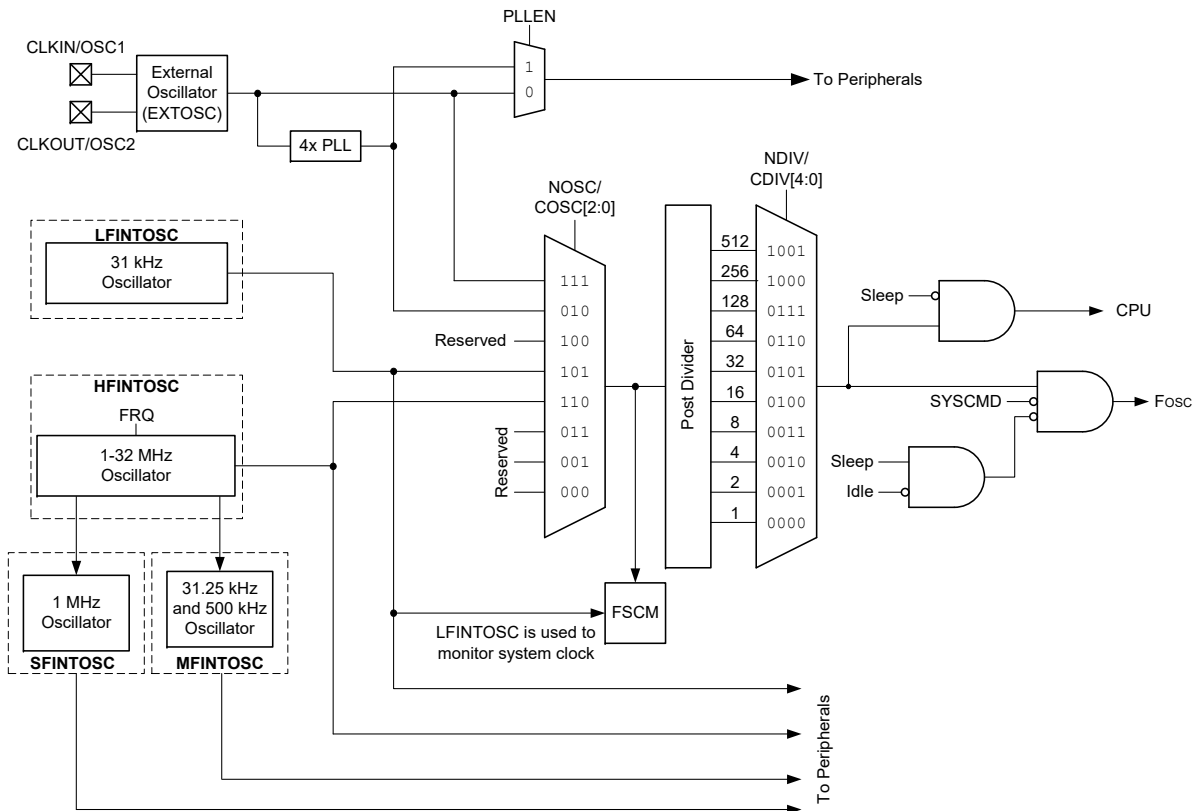 PLLEN
CLKIN/OSC1
External
Oscillator
(EXTOSC)
CLKOUT/OSC2
1
0
To Peripherals
4x PLL
NOSC/
COSC[2:0]
NDIV/
CDIV[4:0]
LFINTOSC
31 kHz
Oscillator
111
010
Reserved
100
101
110
Reserved
011
001
000
Post Divider
512
1001
256
1000
128
0111
64
0110
32
0101
16
0100
8
0011
4
0010
2
0001
1
0000
Sleep
CPU
SYSCMD
Fosc
Sleep
Idle
HFINTOSC
FRQ
1-32 MHz
Oscillator
1 MHz
Oscillator
SFINTOSC
31.25 kHz
and 500 kHz
Oscillator
MFINTOSC
FSCM
LFINTOSC is used to
monitor system clock
To Peripherals